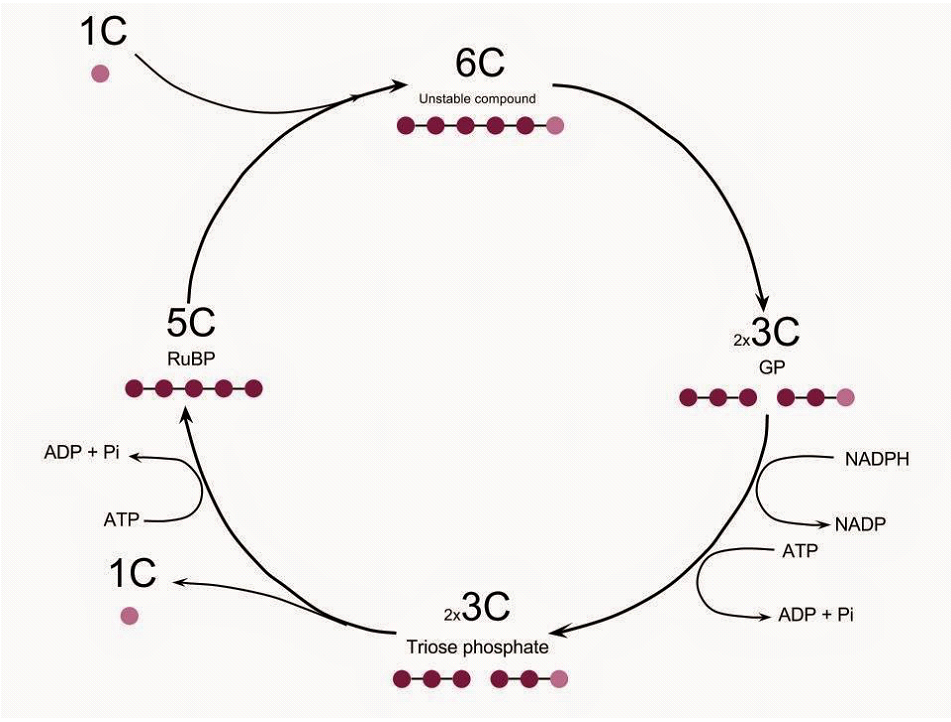 1C
6C
Unstable compound
5C
RuBP
2x3C
GP
ADP + Pi
ATP
NADPH
NADP
ATP
ADP + Pi
1C
2x3C
Triose phosphate